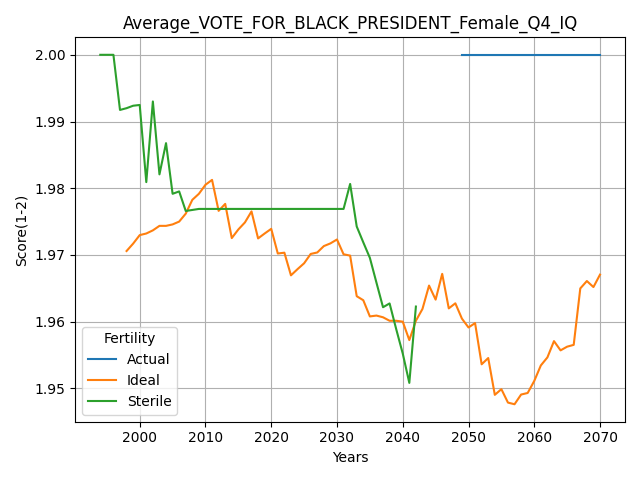 Average_VOTE_FOR_BLACK_PRESIDENT_Female_Q4_IQ
2.00
1.99
1.98
1.97
1.96
1.95
Score(1-2)
Fertility
Actual
Ideal
Sterile
2000 2010 2020 2030 2040 2050 2060 2070
Years